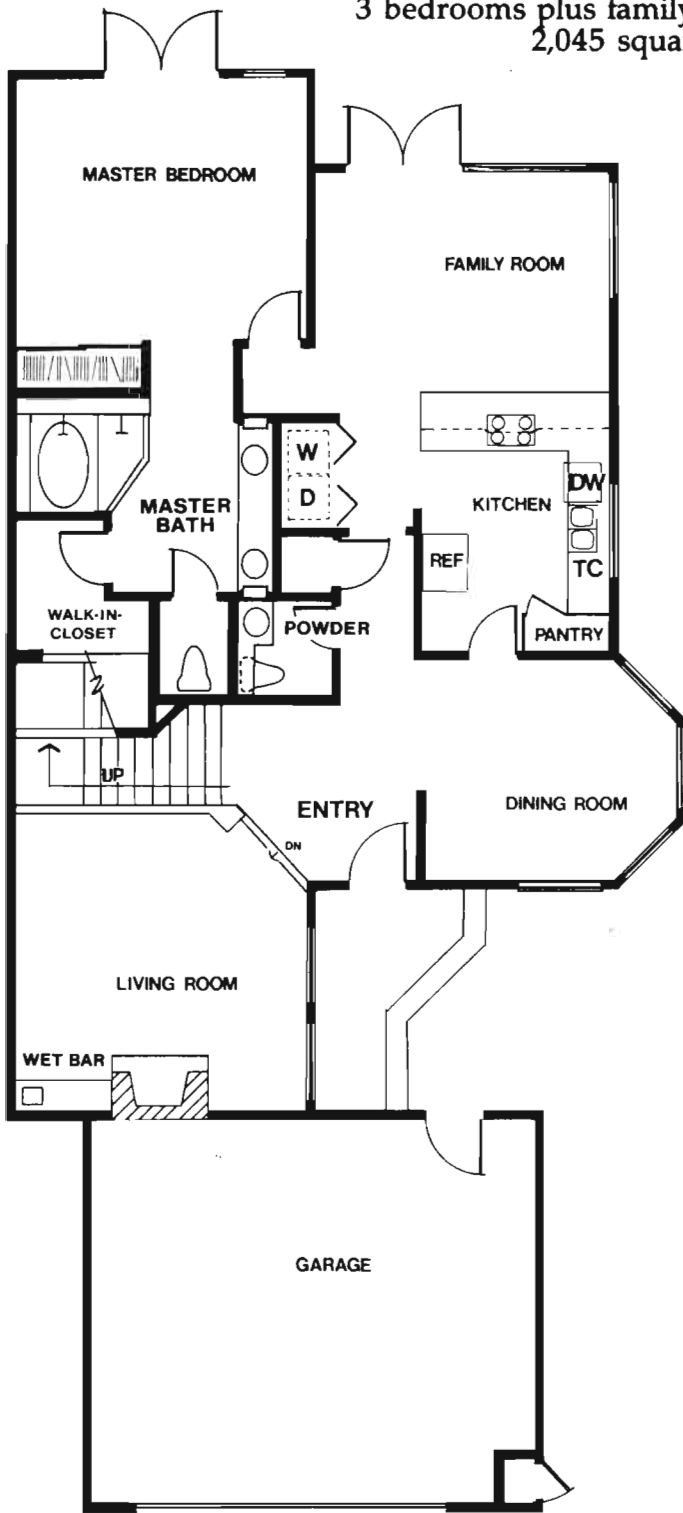 3 bedrooms plus family
2,045 squa
MASTER BEDROOM
FAMILY ROOM
W
D
KITCHEN
DW
MASTER
BATH
REF
TC
WALK-IN-
CLOSET
POWDER
PANTRY
UP
ENTRY
DINING ROOM
DN
LIVING ROOM
WET BAR
GARAGE